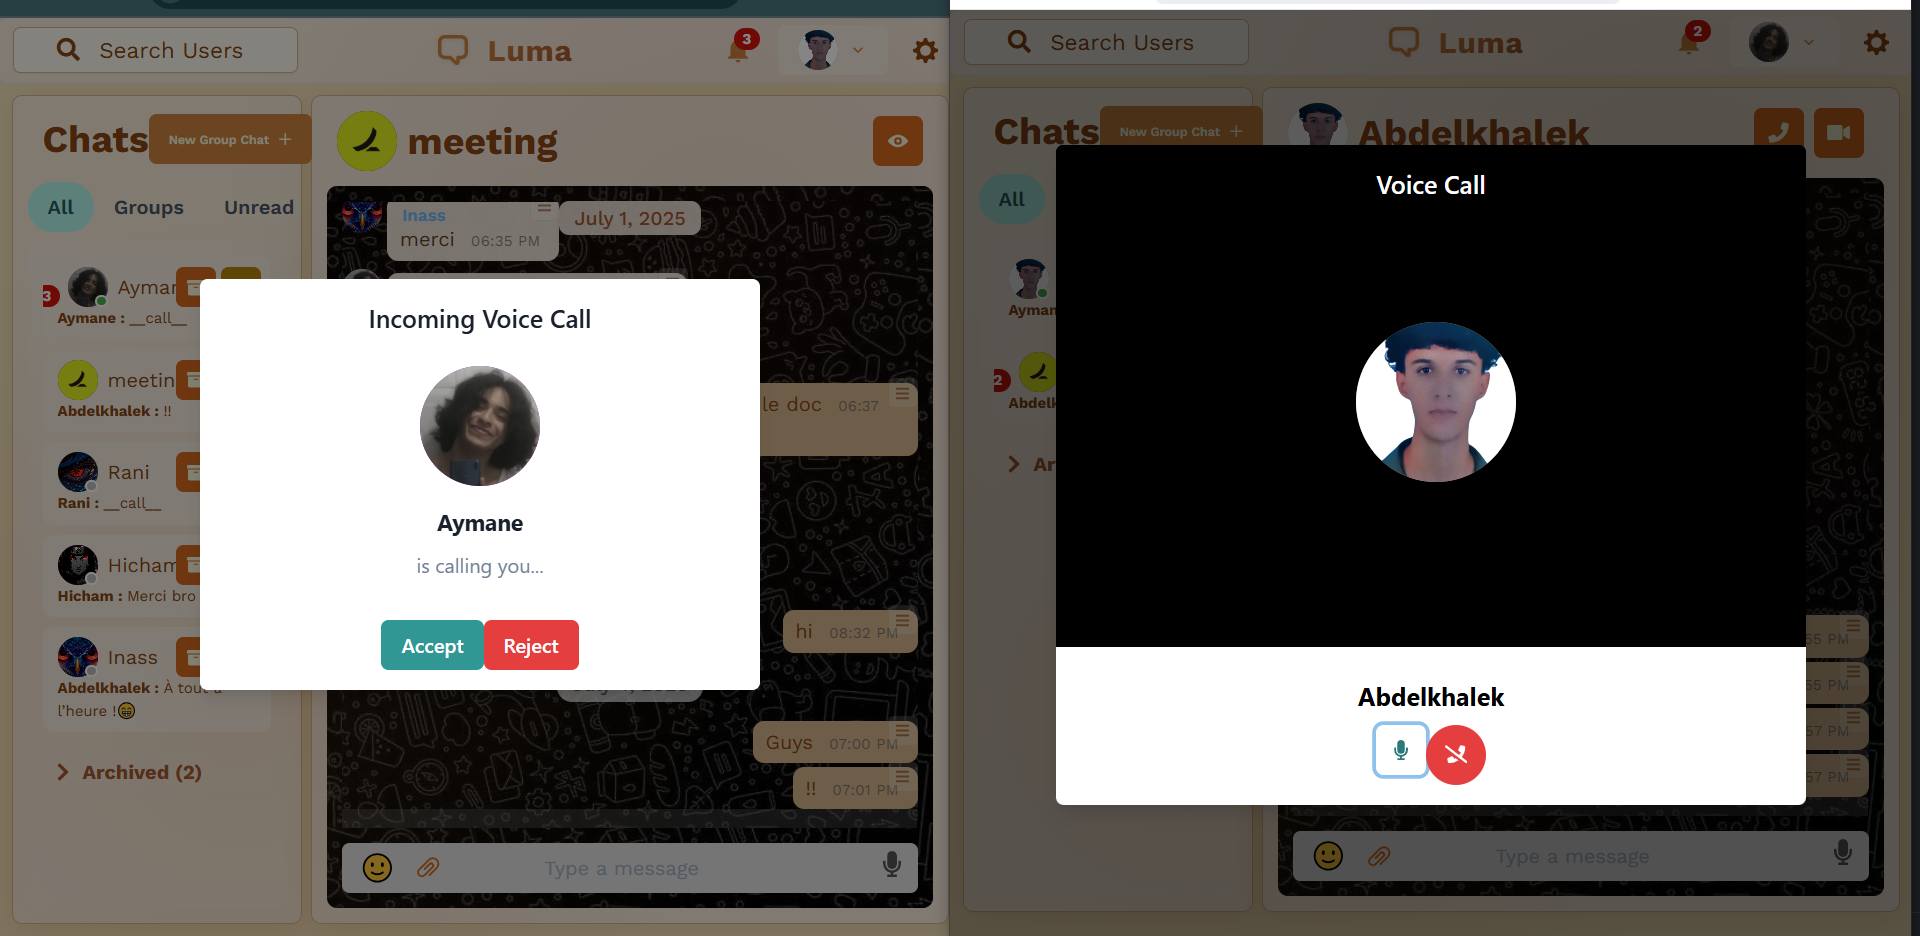 Search Users
Luma
3
Chats
New Group Chat +
meeting
All
Groups
Unread
Inass
merci 06:35 PM
July 1, 2025
3
Aymane : __call__
meetin
Abdelkhalek : !!
Rani
Rani : __call__
Hicham
Hicham : Merci bro
Inass
Abdelkhalek : À tout à
l'heure !😁
Archived (2)
Incoming Voice Call
Aymane
is calling you...
Accept
Reject
le doc 06:37
hi 08:32 PM
Guys 07:00 PM
!! 07:01 PM
Type a message
Search Users
Luma
2
Chats
New Group Chat +
Abdelkhalek
All
Ayman
2
Abdelk
Ar
Voice Call
Abdelkhalek
55 PM
55 PM
57 PM
57 PM
Type a message